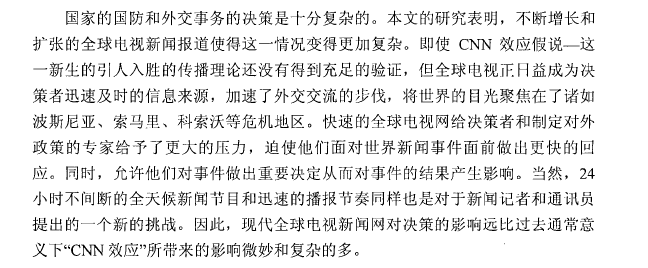 国家的国防和外交事务的决策是十分复杂的。本文的研究表明，不断增长和
扩张的全球电视新闻报道使得这一情况变得更加复杂。即使 CNN 效应假说—这
一新生的引人入胜的传播理论还没有得到充足的验证，但全球电视正日益成为决
策者迅速及时的信息来源，加速了外交交流的步伐，将世界的目光聚焦在了诸如
波斯尼亚、索马里、科索沃等危机地区。快速的全球电视网给决策者和制定对外
政策的专家给予了更大的压力，迫使他们面对世界新闻事件面前做出更快的回
应。同时，允许他们对事件做出重要决定从而对事件的结果产生影响。当然，24
小时不间断的全天候新闻节目和迅速的播报节奏同样也是对于新闻记者和通讯员
提出的一个新的挑战。因此，现代全球电视新闻网对决策的影响远比过去通常意
义下“CNN 效应”所带来的影响微妙和复杂的多。